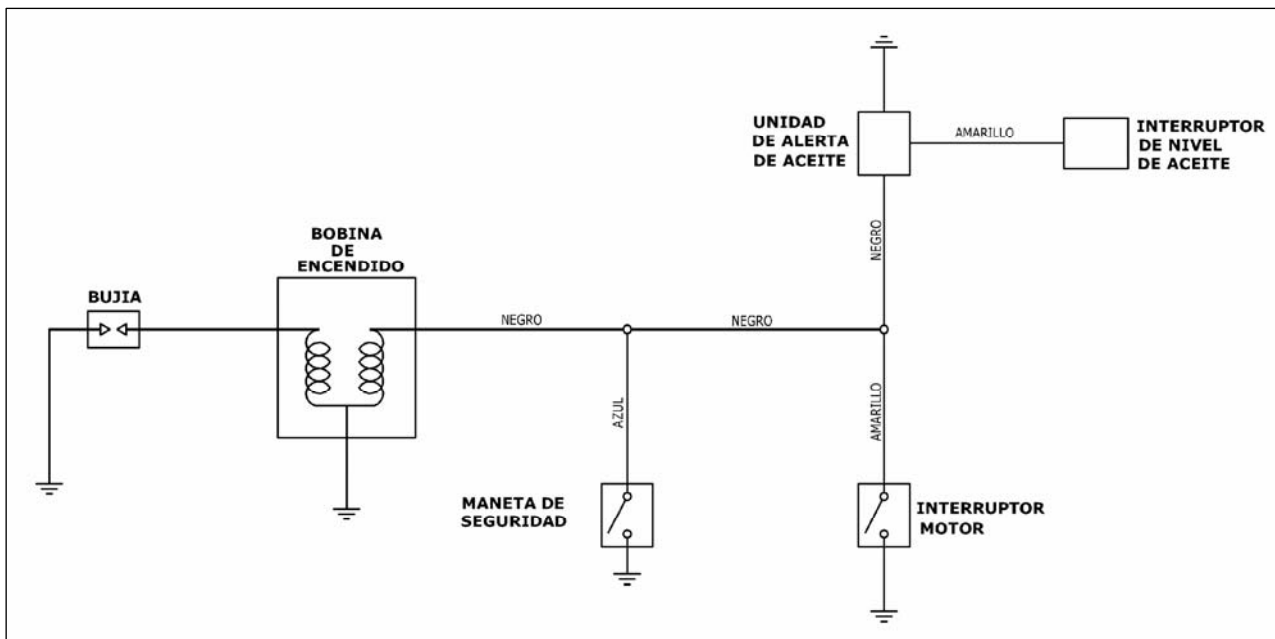 UNIDAD
DE ALERTA
DE ACEITE
AMARILLO
INTERRUPTOR
DE NIVEL
DE ACEITE
NEGRO
BOBINA
DE
ENCENDIDO
BUJIA
NEGRO
NEGRO
AZUL
AMARILLO
MANETA DE
SEGURIDAD
INTERRUPTOR
MOTOR